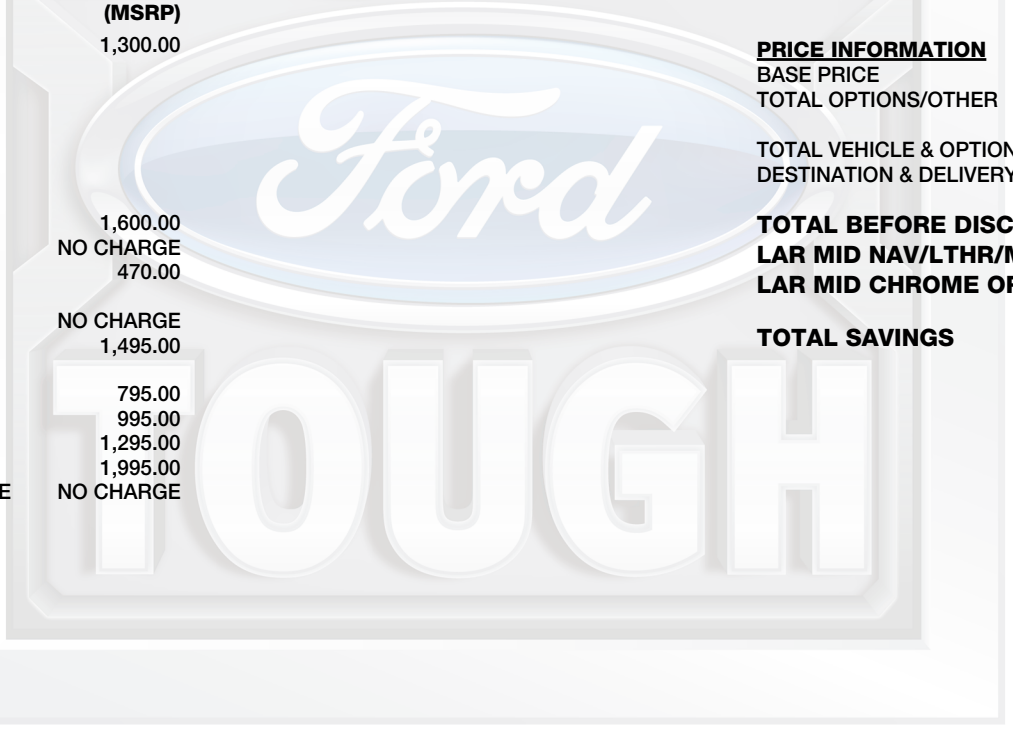 (MSRP)
1,300.00
1,600.00
NO CHARGE
470.00
NO CHARGE
1,495.00
795.00
995.00
1,295.00
1,995.00
E NO CHARGE
PRICE INFORMATION
BASE PRICE
TOTAL OPTIONS/OTHER
TOTAL VEHICLE & OPTION
DESTINATION & DELIVERY
TOTAL BEFORE DISC
LAR MID NAV/LTHR/M
LAR MID CHROME OP
TOTAL SAVINGS
Ford
TOUGH